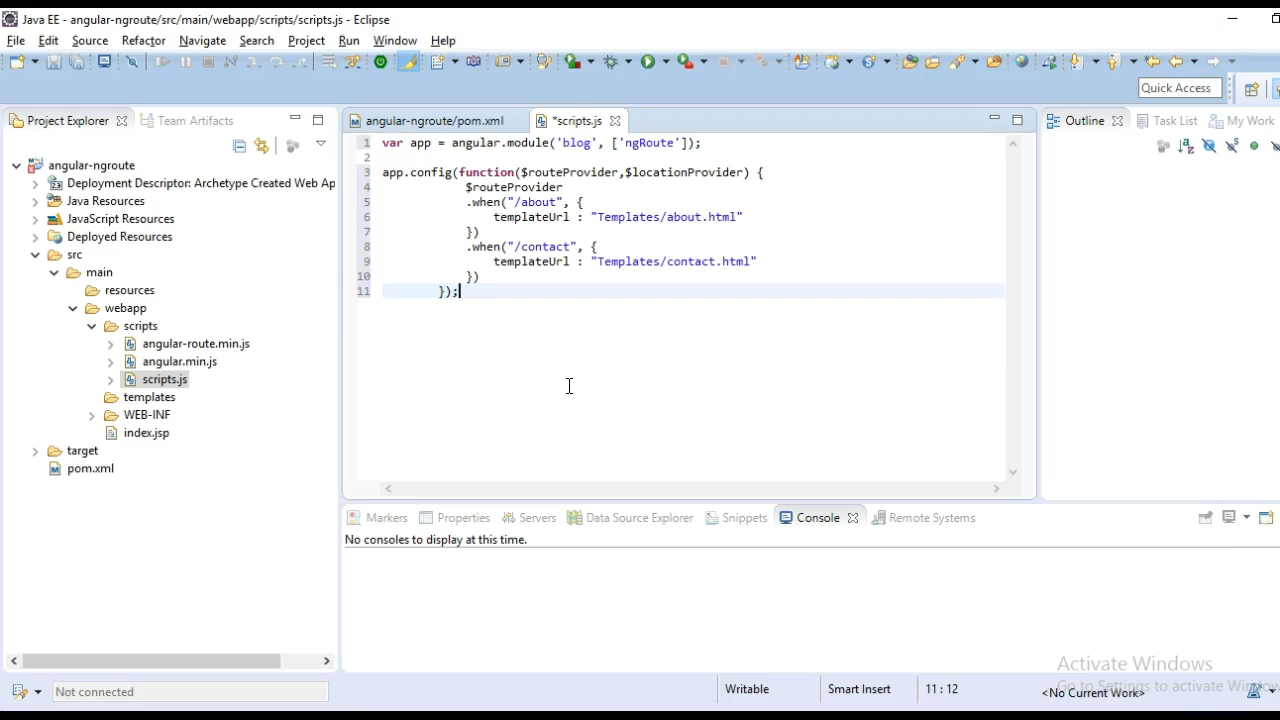 Java EE - angular-ngroute/src/main/webapp/scripts/scripts.js - Eclipse
File Edit Source Refactor Navigate Search Project Run Window Help
Quick Access
Project Explorer Team Artifacts
angular-ngroute/pom.xml *scripts.js
Outline Task List My Work
angular-ngroute
Deployment Descriptor: Archetype Created Web Ap
Java Resources
JavaScript Resources
Deployed Resources
src
main
resources
webapp
scripts
angular-route.min.js
angular.min.js
scripts.js
templates
WEB-INF
index.jsp
target
pom.xml
1 var app = angular.module('blog', ['ngRoute']);
2
3 app.config(function($routeProvider,$locationProvider) {
4 $routeProvider
5 .when("/about", {
6 templateUrl : "Templates/about.html"
7 })
8 .when("/contact", {
9 templateUrl : "Templates/contact.html"
10 })
11 });
Markers Properties Servers Data Source Explorer Snippets Console Remote Systems
No consoles to display at this time.
Activate Windows
Go to Settings to activate Window
Not connected
Writable Smart Insert 11 : 12 <No Current Work>